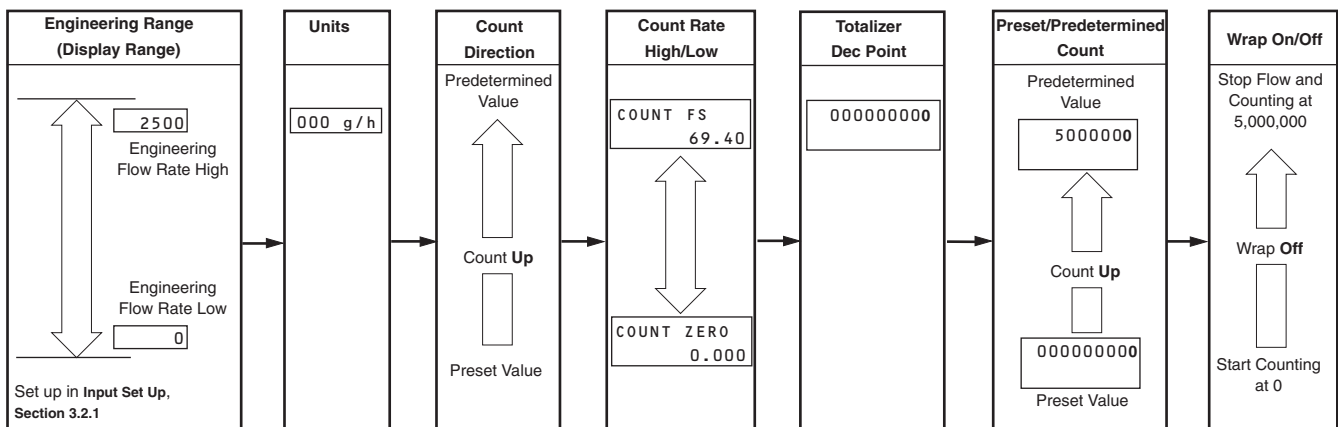 Engineering Range
(Display Range)
2500
Engineering
Flow Rate High
Engineering
Flow Rate Low
0
Set up in Input Set Up,
Section 3.2.1
Units
000 g/h
Count
Direction
Predetermined
Value
Count Up
Preset Value
Count Rate
High/Low
COUNT FS
69.40
COUNT ZERO
0.000
Totalizer
Dec Point
000000000
Preset/Predetermined
Count
Predetermined
Value
5000000
Count Up
000000000
Preset Value
Wrap On/Off
Stop Flow and
Counting at
5,000,000
Wrap Off
Start Counting
at 0